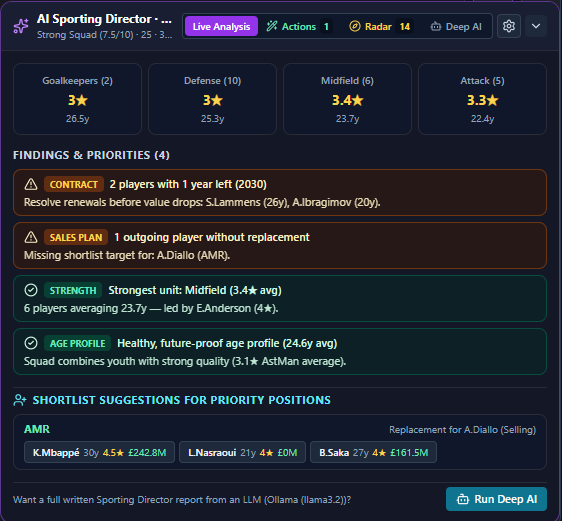 AI Sporting Director · ...
Strong Squad (7.5/10) · 25 · 3...
Live Analysis
Actions 1
Radar 14
Deep AI
Goalkeepers (2)
3★
26.5y
Defense (10)
3★
25.3y
Midfield (6)
3.4★
23.7y
Attack (5)
3.3★
22.4y
FINDINGS & PRIORITIES (4)
CONTRACT 2 players with 1 year left (2030)
Resolve renewals before value drops: S.Lammens (26y), A.Ibragimov (20y).
SALES PLAN 1 outgoing player without replacement
Missing shortlist target for: A.Diallo (AMR).
STRENGTH Strongest unit: Midfield (3.4★ avg)
6 players averaging 23.7y — led by E.Anderson (4★).
AGE PROFILE Healthy, future-proof age profile (24.6y avg)
Squad combines youth with strong quality (3.1★ AstMan average).
SHORTLIST SUGGESTIONS FOR PRIORITY POSITIONS
AMR Replacement for A.Diallo (Selling)
K.Mbappé 30y 4.5★ £242.8M
L.Nasraoui 21y 4★ £0M
B.Saka 27y 4★ £161.5M
Want a full written Sporting Director report from an LLM (Ollama (llama3.2))?
Run Deep AI